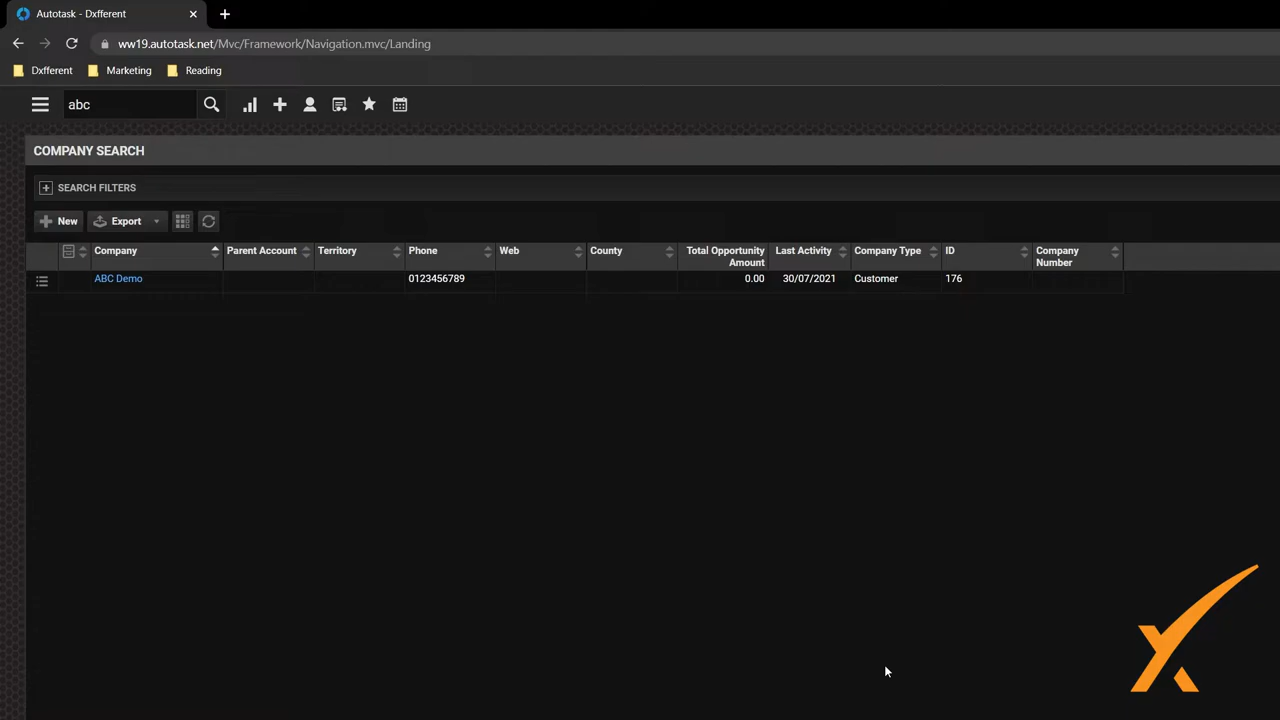 Autotask - Dxfferent
ww19.autotask.net/Mvc/Framework/Navigation.mvc/Landing
Dxfferent Marketing Reading
abc
COMPANY SEARCH
SEARCH FILTERS
New Export
Company Parent Account Territory Phone Web County Total Opportunity Amount Last Activity Company Type ID Company Number
ABC Demo 0123456789 0.00 30/07/2021 Customer 176